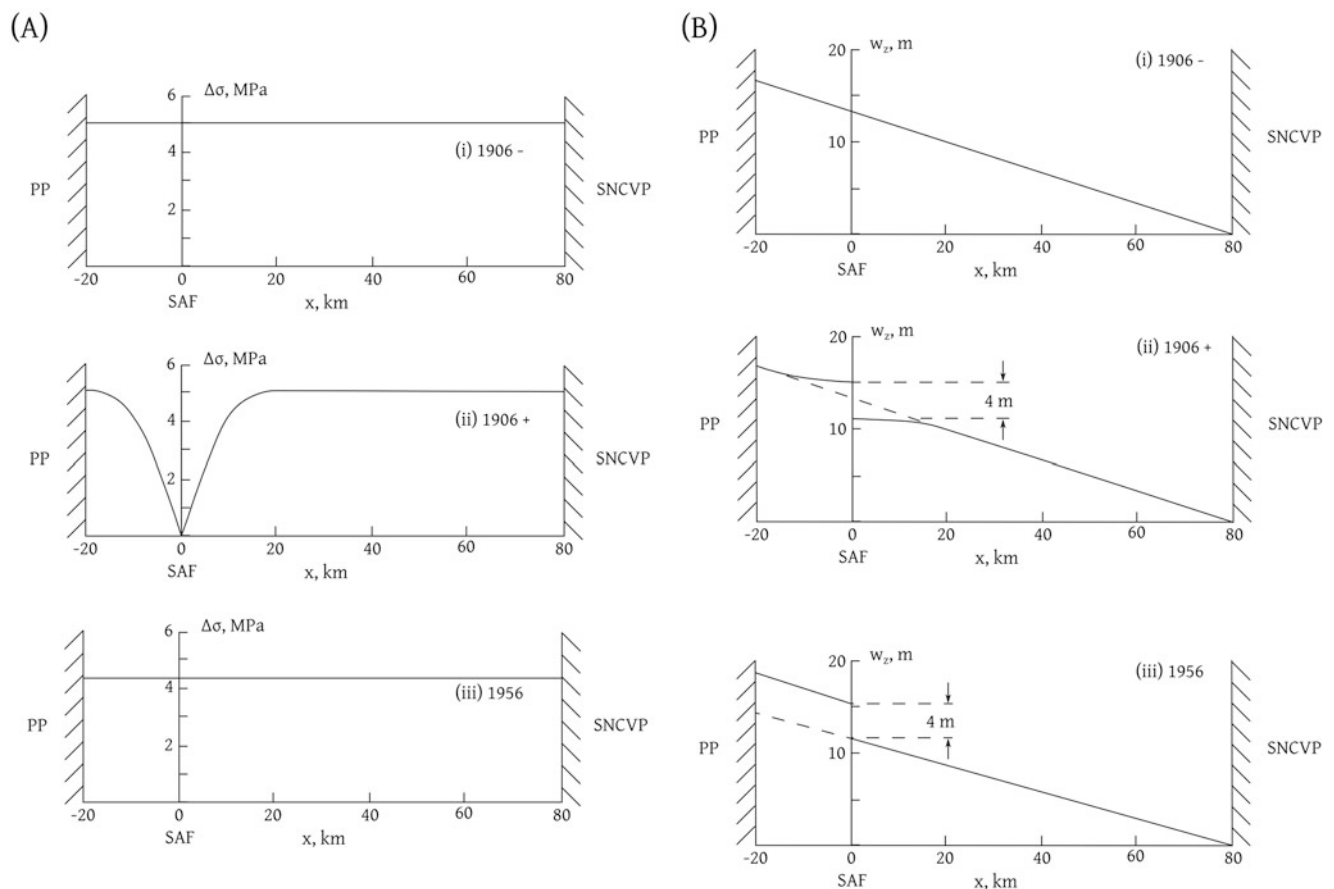 (A)
Δσ, MPa
6
4
2
(i) 1906 -
PP
SNCVP
-20
0
20
40
60
80
SAF
x, km
Δσ, MPa
6
4
2
(ii) 1906 +
PP
SNCVP
-20
0
20
40
60
80
SAF
x, km
Δσ, MPa
6
4
2
(iii) 1956
PP
SNCVP
-20
0
20
40
60
80
SAF
x, km
(B)
w_z, m
20
10
(i) 1906 -
PP
SNCVP
-20
0
20
40
60
80
SAF
x, km
w_z, m
20
10
(ii) 1906 +
4 m
PP
SNCVP
-20
0
20
40
60
80
SAF
x, km
w_z, m
20
10
(iii) 1956
4 m
PP
SNCVP
-20
0
20
40
60
80
SAF
x, km